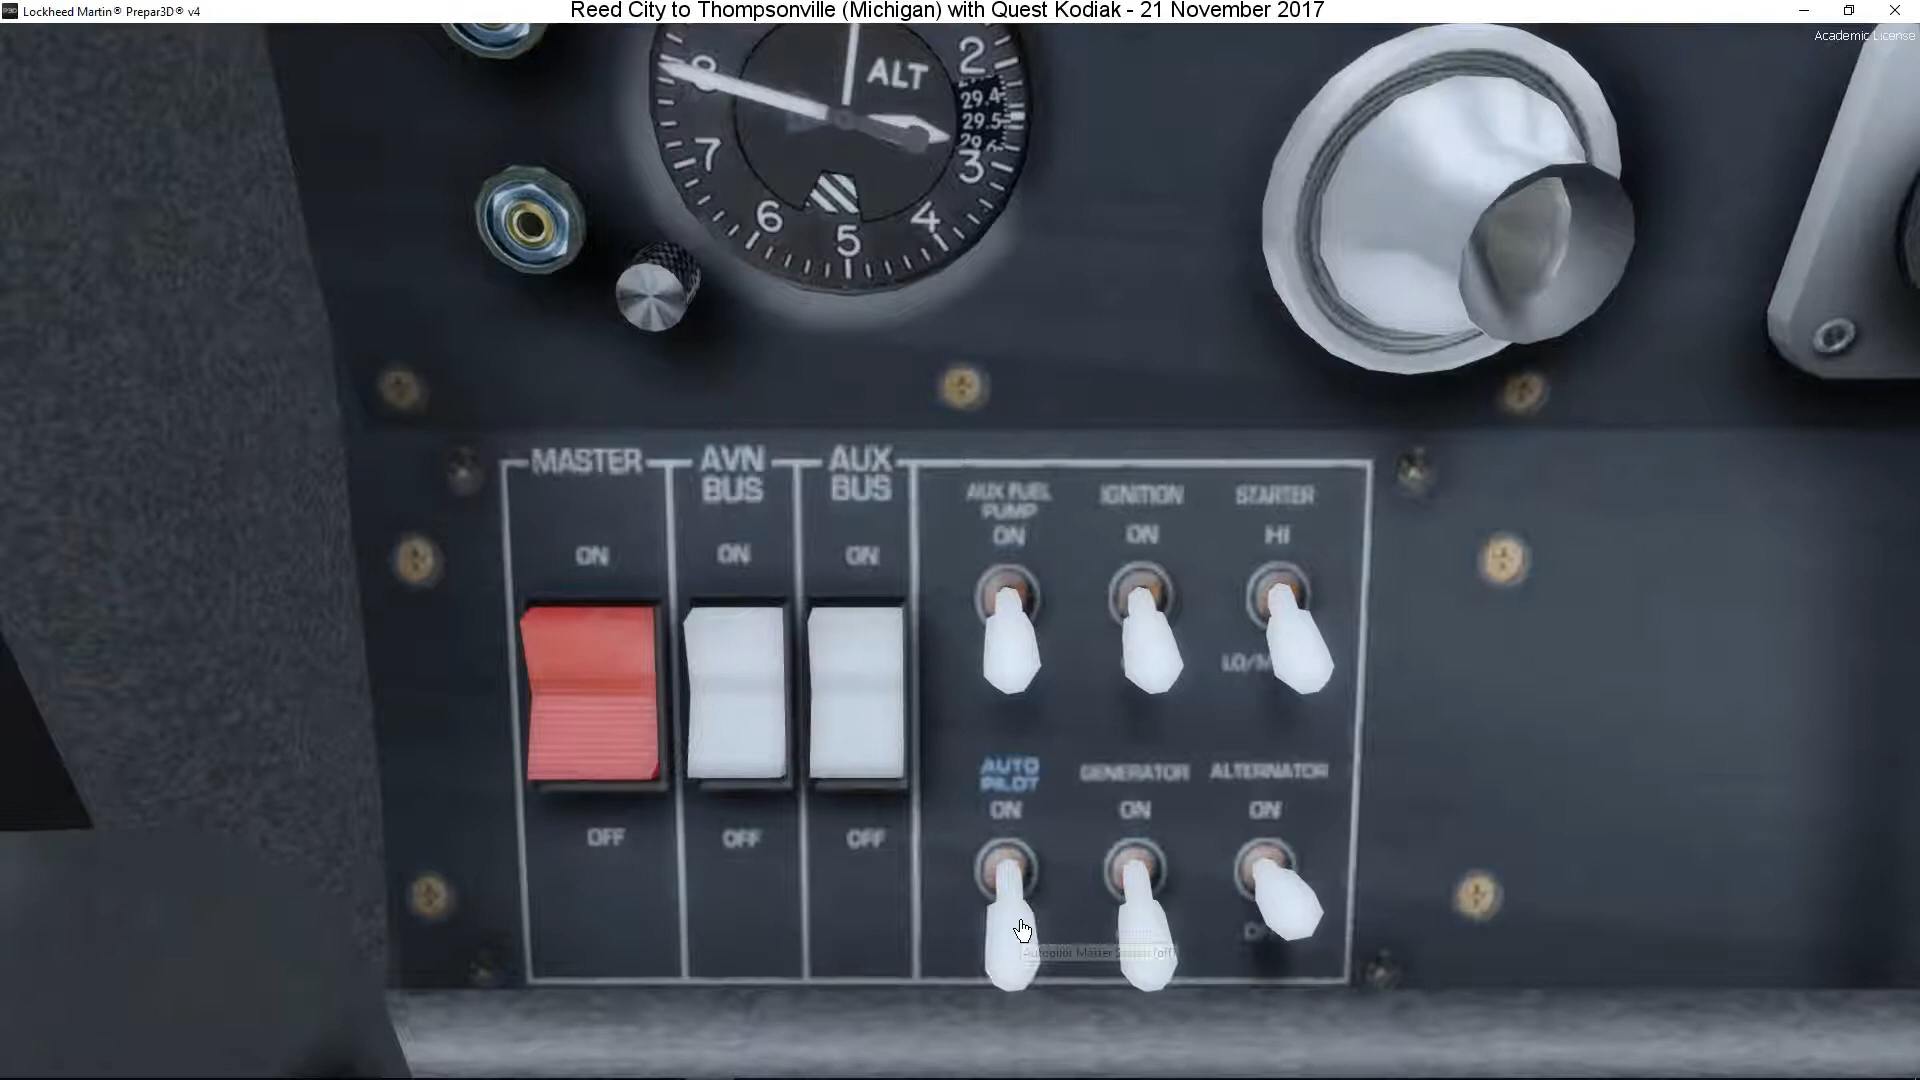 Lockheed Martin® Prepar3D® v4
Reed City to Thompsonville (Michigan) with Quest Kodiak - 21 November 2017
Academic License
ALT
2
29.4
29.5
3
4
5
6
7
8
MASTER
AVN
BUS
AUX
BUS
AUX FUEL
PUMP
IGNITION
STARTER
ON
ON
HI
ON
ON
ON
AUTO
PILOT
GENERATOR
ALTERNATOR
ON
ON
ON
OFF
OFF
OFF
Autopilot Master